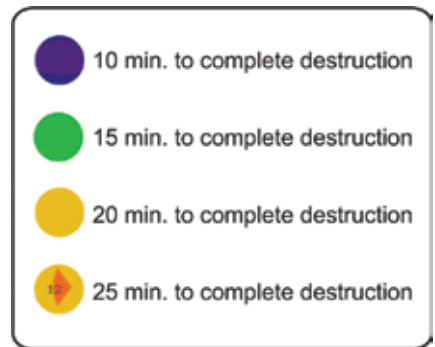 10 min. to complete destruction
15 min. to complete destruction
20 min. to complete destruction
12 25 min. to complete destruction